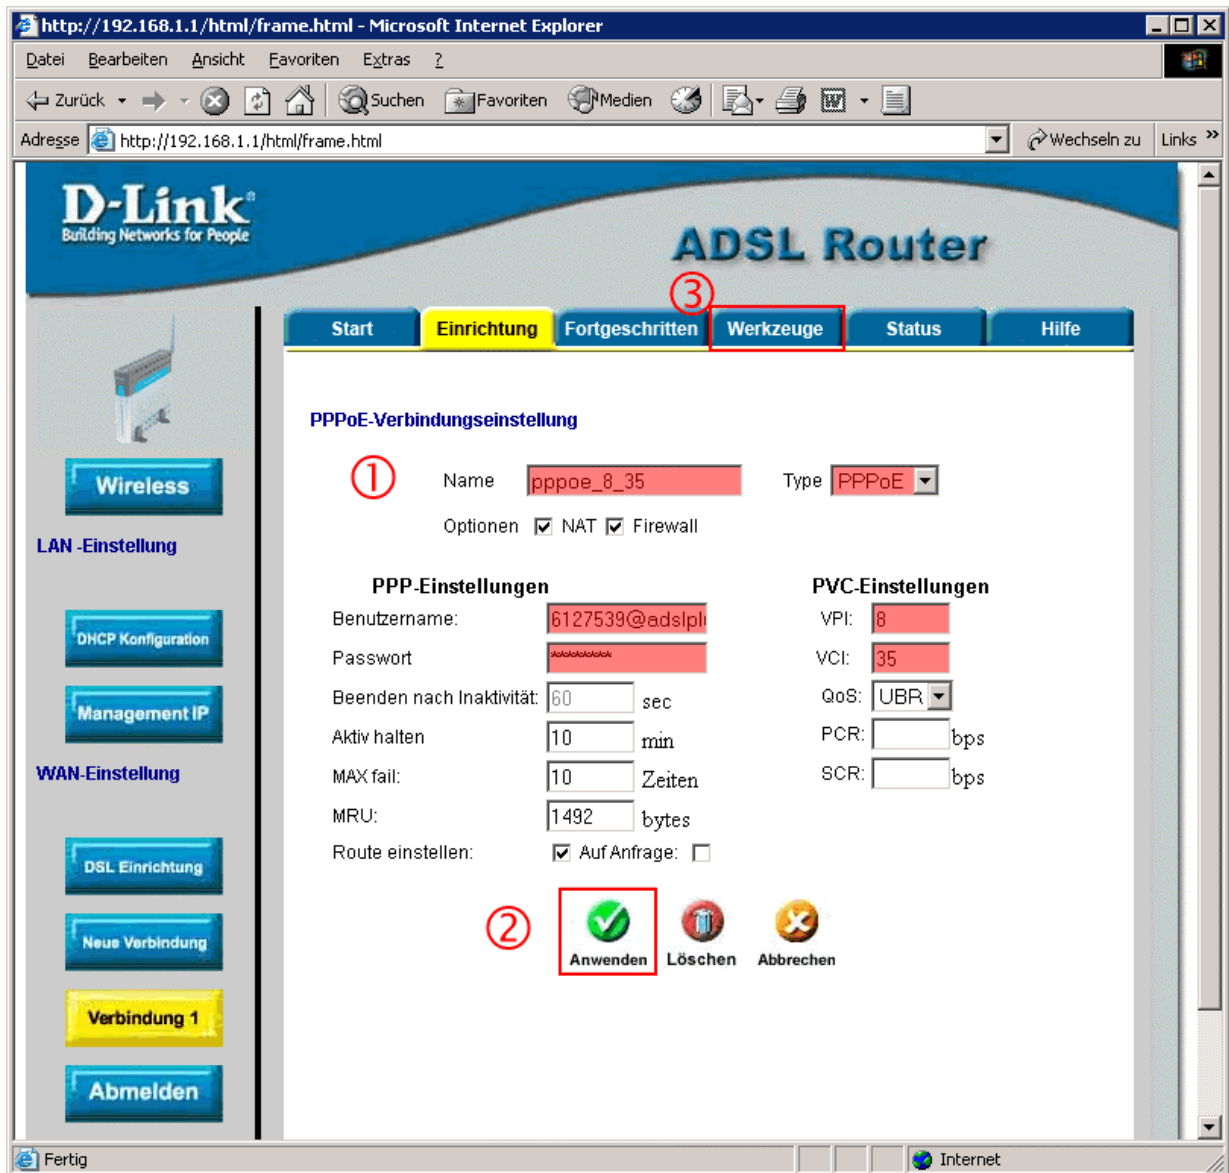 http://192.168.1.1/html/frame.html - Microsoft Internet Explorer
Datei Bearbeiten Ansicht Favoriten Extras ?
Zurück Suchen Favoriten Medien
Adresse http://192.168.1.1/html/frame.html Wechseln zu Links »
D-Link®
Building Networks for People
ADSL Router
③
Start Einrichtung Fortgeschritten Werkzeuge Status Hilfe
PPPoE-Verbindungseinstellung
① Name pppoe_8_35 Type PPPoE
Optionen NAT Firewall
PPP-Einstellungen PVC-Einstellungen
Benutzername: 6127539@adslpl VPI: 8
Passwort ********* VCI: 35
Beenden nach Inaktivität: 60 sec QoS: UBR
Aktiv halten 10 min PCR: bps
MAX fail: 10 Zeiten SCR: bps
MRU: 1492 bytes
Route einstellen: Auf Anfrage:
② Anwenden Löschen Abbrechen
Wireless
LAN -Einstellung
DHCP Konfiguration
Management IP
WAN-Einstellung
DSL Einrichtung
Neue Verbindung
Verbindung 1
Abmelden
Fertig Internet